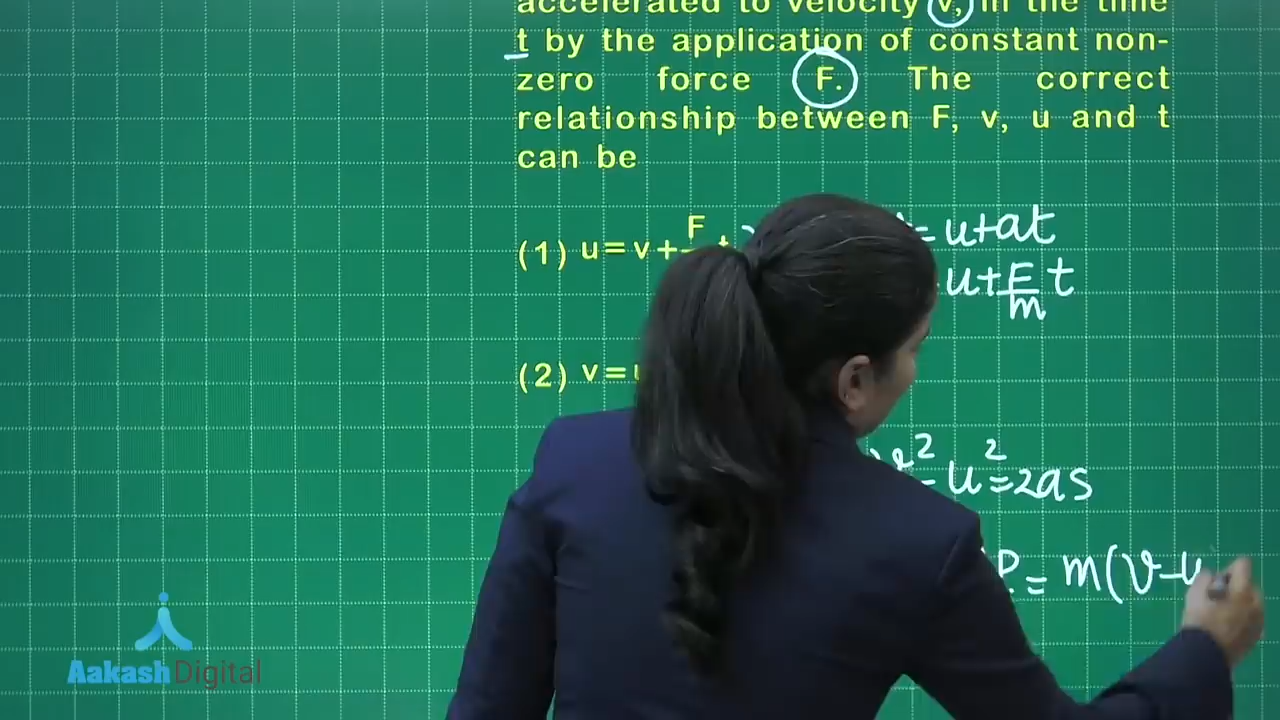 accelerated to velocity v, in the time
t by the application of constant non-
zero force F. The correct
relationship between F, v, u and t
can be
(1) u=v+F t = u+at
u+F/m t
(2) v=u
v²-u²=2as
P = m(v-u
Aakash Digital